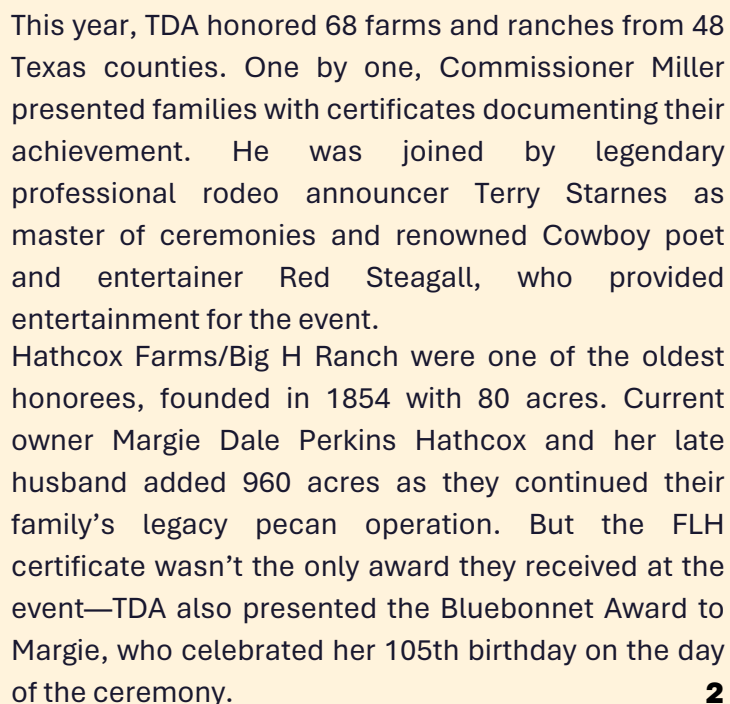 This year, TDA honored 68 farms and ranches from 48
Texas counties. One by one, Commissioner Miller
presented families with certificates documenting their
achievement. He was joined by legendary
professional rodeo announcer Terry Starnes as
master of ceremonies and renowned Cowboy poet
and entertainer Red Steagall, who provided
entertainment for the event.
Hathcox Farms/Big H Ranch were one of the oldest
honorees, founded in 1854 with 80 acres. Current
owner Margie Dale Perkins Hathcox and her late
husband added 960 acres as they continued their
family’s legacy pecan operation. But the FLH
certificate wasn’t the only award they received at the
event—TDA also presented the Bluebonnet Award to
Margie, who celebrated her 105th birthday on the day
of the ceremony.
2